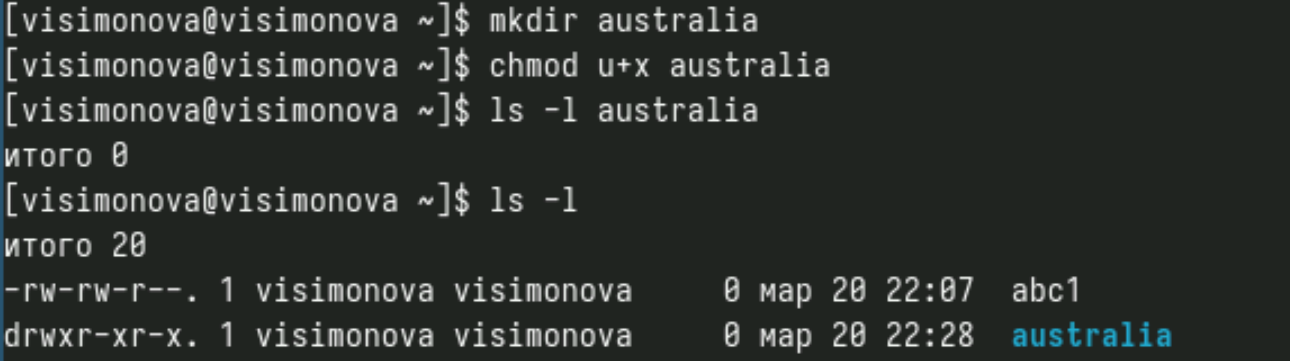 [visimonova@visimonova ~]$ mkdir australia
[visimonova@visimonova ~]$ chmod u+x australia
[visimonova@visimonova ~]$ ls -l australia
итого 0
[visimonova@visimonova ~]$ ls -l
итого 20
-rw-rw-r--. 1 visimonova visimonova     0 мар 20 22:07  abc1
drwxr-xr-x. 1 visimonova visimonova     0 мар 20 22:28  australia